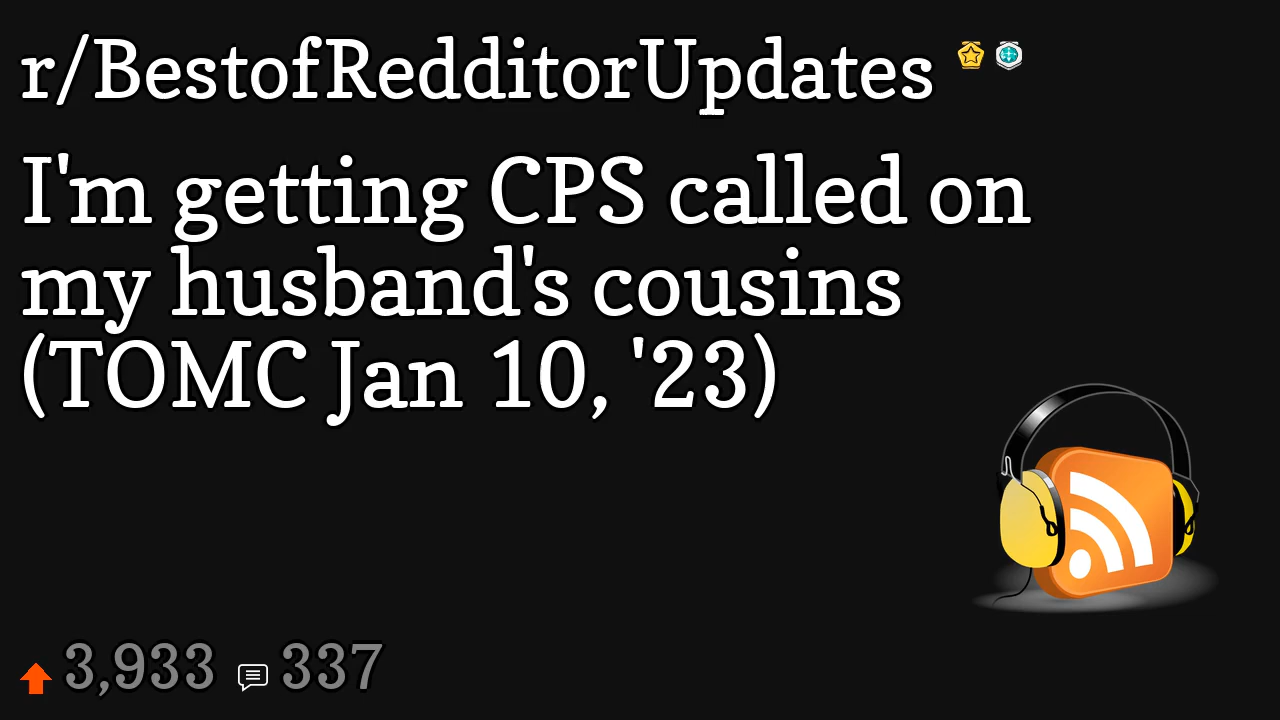 r/BestofRedditorUpdates
I'm getting CPS called on
my husband's cousins
(TOMC Jan 10, '23)
3,933 337